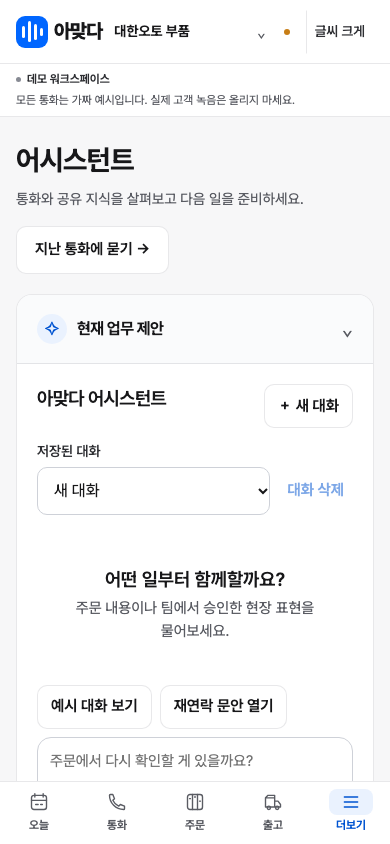 아맞다 대한오토 부품 글씨 크게
데모 워크스페이스
모든 통화는 가짜 예시입니다. 실제 고객 녹음은 올리지 마세요.
어시스턴트
통화와 공유 지식을 살펴보고 다음 일을 준비하세요.
지난 통화에 묻기 →
현재 업무 제안
아맞다 어시스턴트
+ 새 대화
저장된 대화
새 대화 대화 삭제
어떤 일부터 함께할까요?
주문 내용이나 팀에서 승인한 현장 표현을
물어보세요.
예시 대화 보기 재연락 문안 열기
주문에서 다시 확인할 게 있을까요?
오늘 통화 주문 출고 더보기